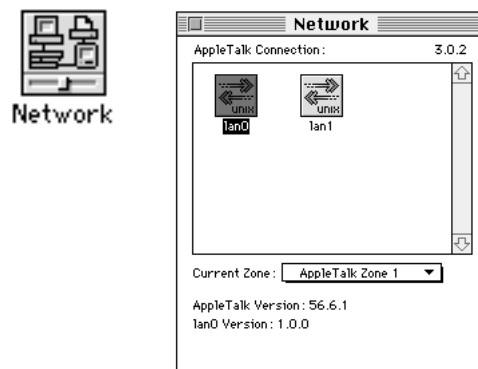 Network
Network
AppleTalk Connection: 3.0.2
UNIX UNIX
lan0 lan1
Current Zone: AppleTalk Zone 1
AppleTalk Version: 56.6.1
lan0 Version: 1.0.0